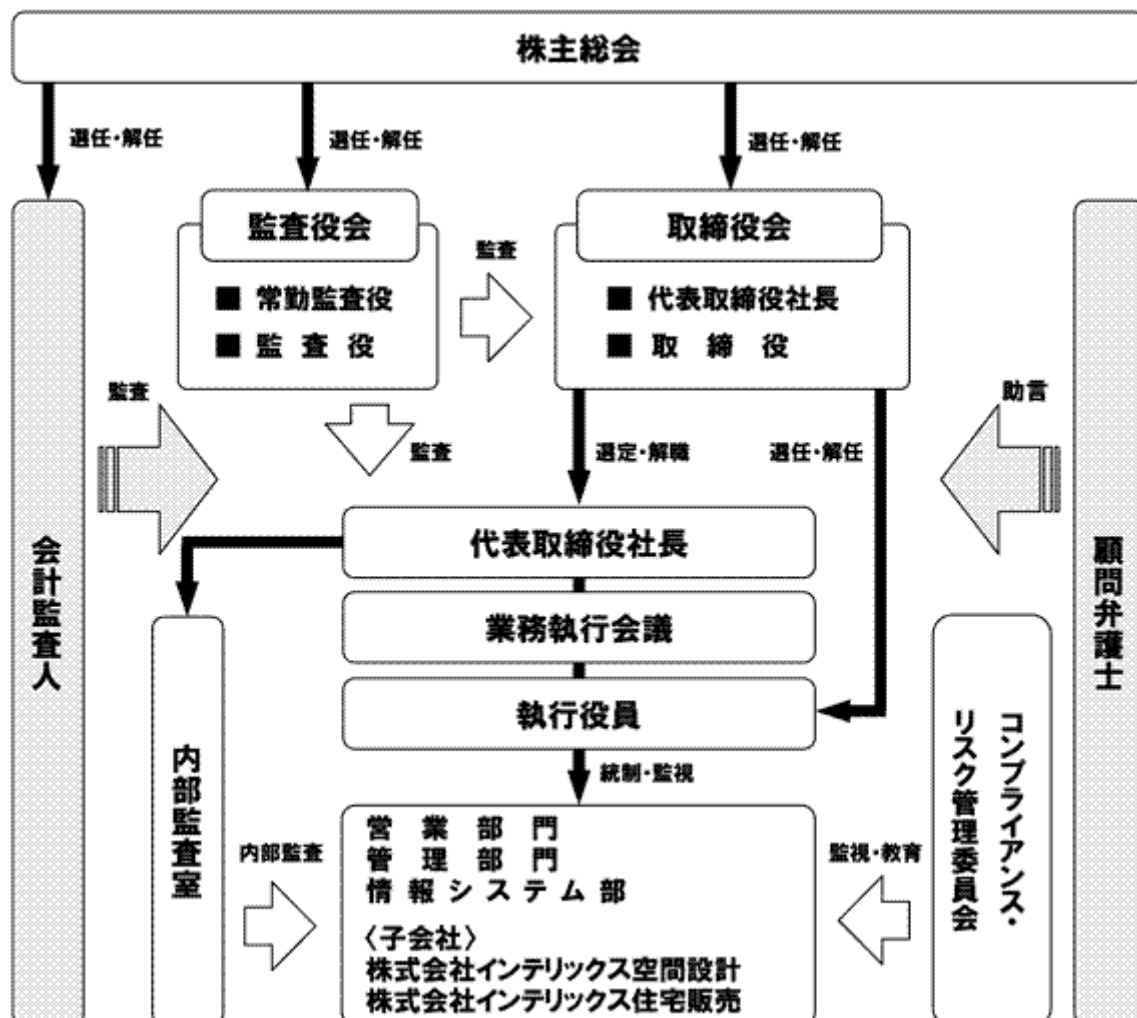 株主総会
選任・解任
選任・解任
選任・解任
監査役会
■ 常勤監査役
■ 監査役
監査
取締役会
■ 代表取締役社長
■ 取締役
監査
監査
選定・解職
選任・解任
助言
会計監査人
顧問弁護士
代表取締役社長
業務執行会議
執行役員
統制・監視
内部監査室
内部監査
営業部門
管理部門
情報システム部
〈子会社〉
株式会社インテリックス空間設計
株式会社インテリックス住宅販売
監視・教育
コンプライアンス・
リスク管理委員会